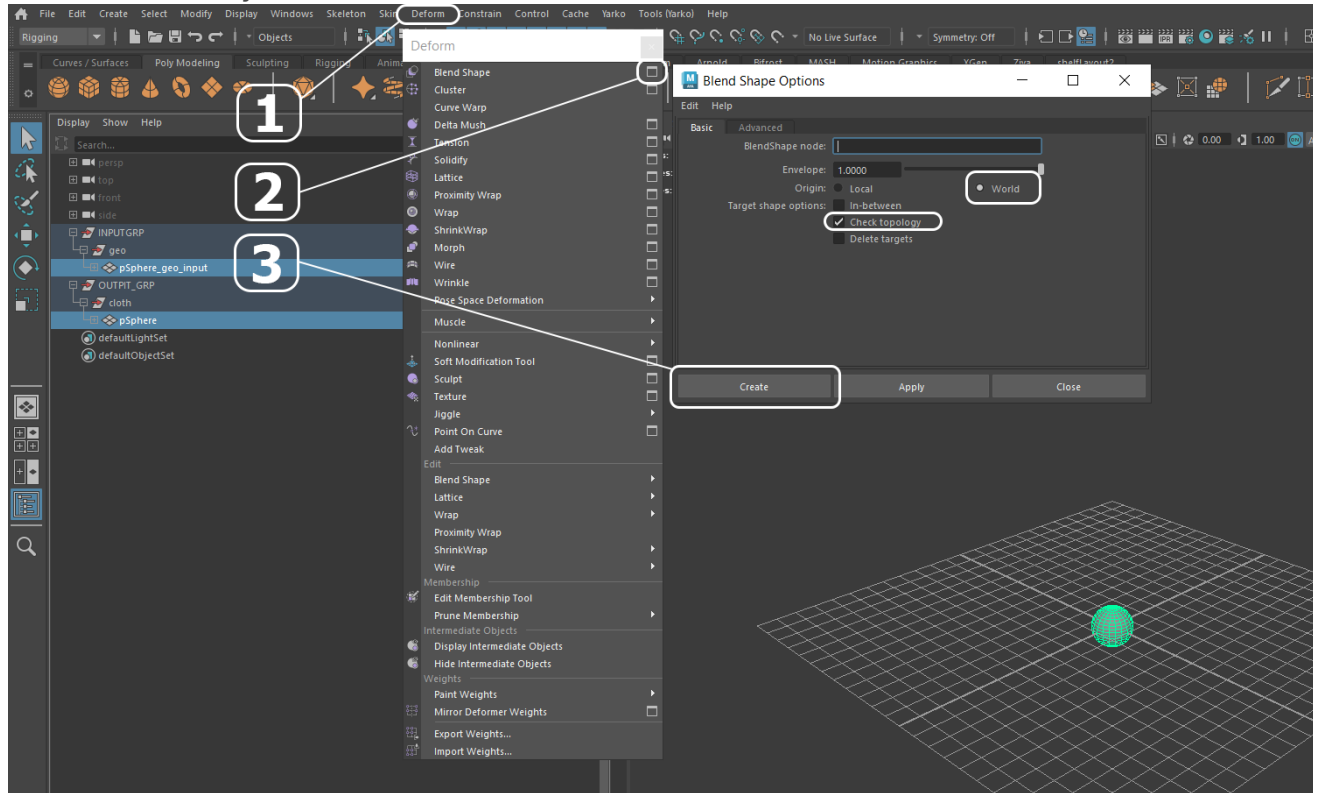 File Edit Create Select Modify Display Windows Skeleton Skin Deform Constrain Control Cache Yarko Tools (Yarko) Help
Rigging Objects No Live Surface Symmetry: Off
Curves / Surfaces Poly Modeling Sculpting Rigging Anim Arnold Bifrost MASH Motion Graphics XGen Ziva shelfLayout2
Display Show Help
Search...
persp
top
front
side
INPUTGRP
geo
pSphere_geo_input
OUTPIT_GRP
cloth
pSphere
defaultLightSet
defaultObjectSet
1
2
3
Deform
Blend Shape
Cluster
Curve Warp
Delta Mush
Tension
Solidify
Lattice
Proximity Wrap
Wrap
ShrinkWrap
Morph
Wire
Wrinkle
Pose Space Deformation
Muscle
Nonlinear
Soft Modification Tool
Sculpt
Texture
Jiggle
Point On Curve
Add Tweak
Edit
Blend Shape
Lattice
Wrap
Proximity Wrap
ShrinkWrap
Wire
Membership
Edit Membership Tool
Prune Membership
Intermediate Objects
Display Intermediate Objects
Hide Intermediate Objects
Weights
Paint Weights
Mirror Deformer Weights
Export Weights...
Import Weights...
Blend Shape Options
Edit Help
Basic Advanced
BlendShape node:
Envelope: 1.0000
Origin: Local World
Target shape options: In-between
Check topology
Delete targets
Create Apply Close
0.00 1.00